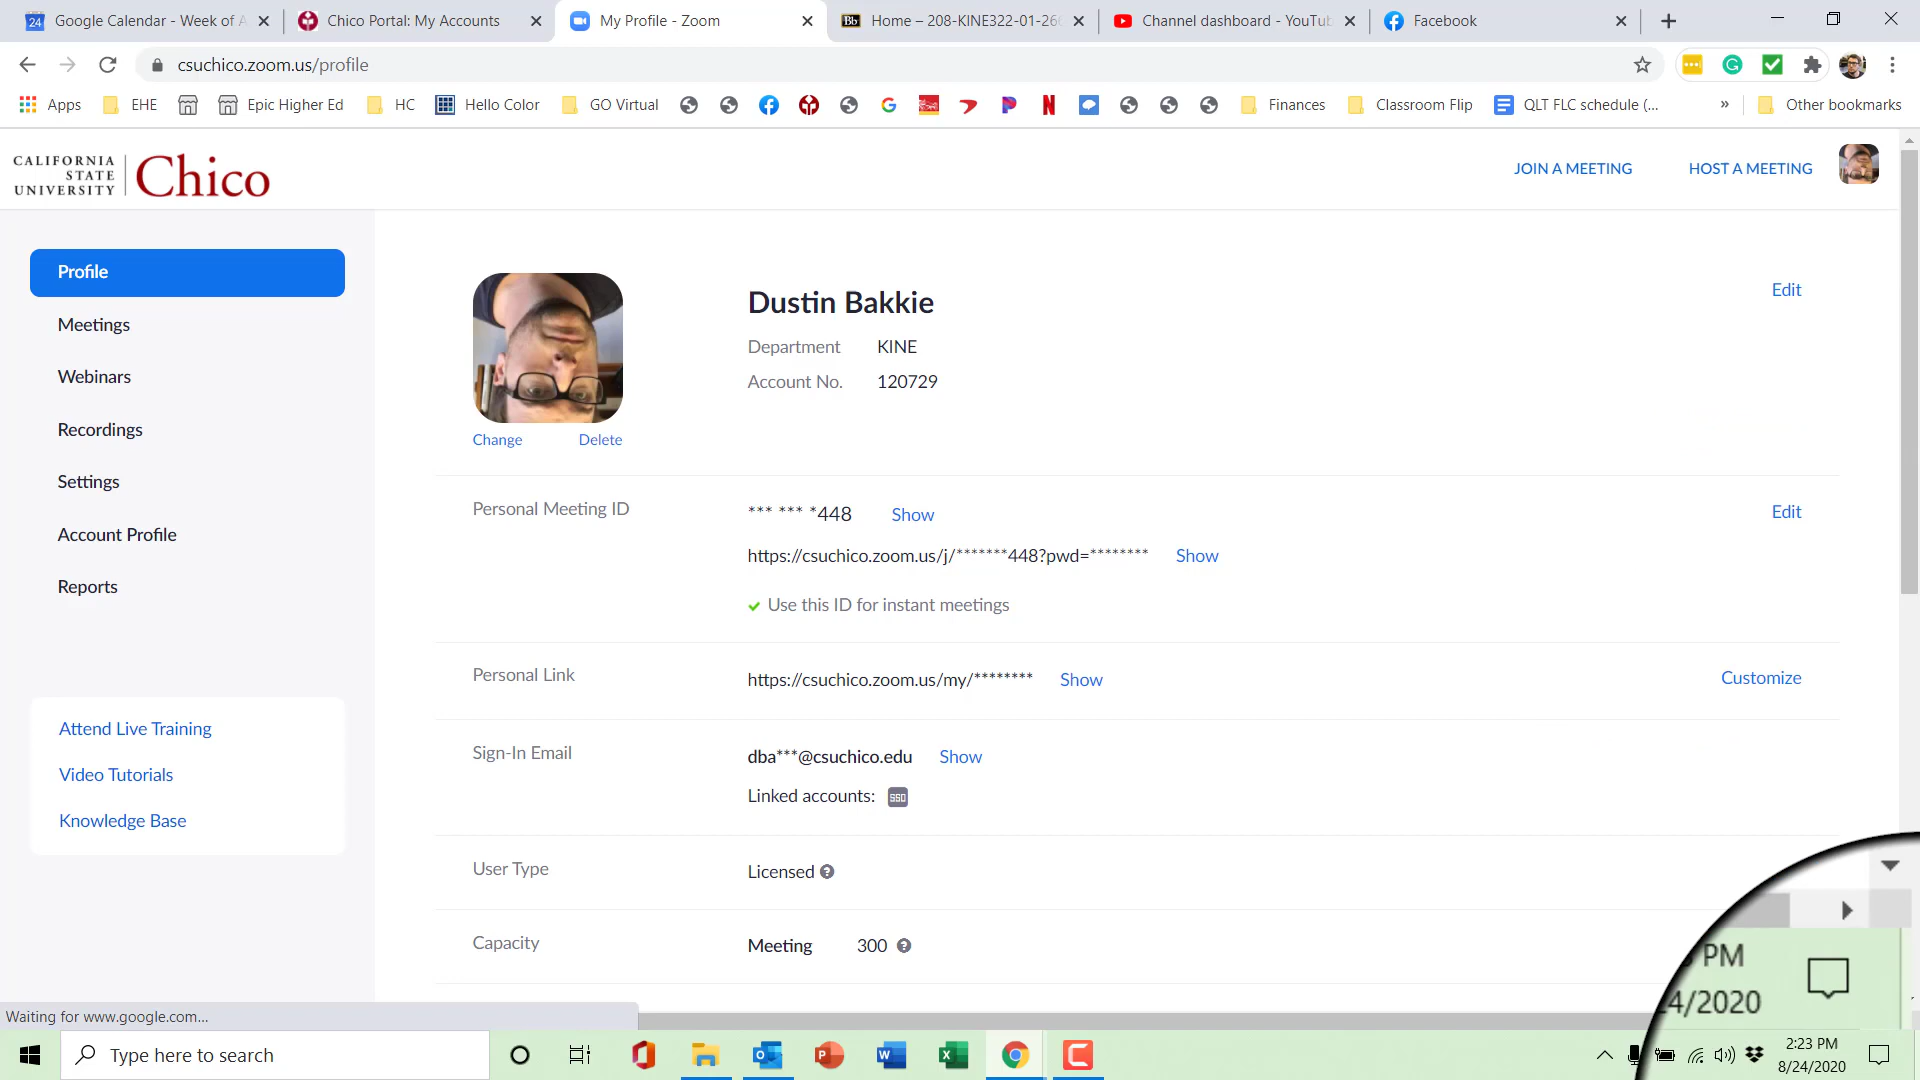 Google Calendar - Week of A
Chico Portal: My Accounts
My Profile - Zoom
Home – 208-KINE322-01-266
Channel dashboard - YouTub
Facebook
csuchico.zoom.us/profile
Apps
EHE
Epic Higher Ed
HC
Hello Color
GO Virtual
Finances
Classroom Flip
QLT FLC schedule (...
»
Other bookmarks
CALIFORNIA
STATE
UNIVERSITY
Chico
JOIN A MEETING
HOST A MEETING
Profile
Meetings
Webinars
Recordings
Settings
Account Profile
Reports
Attend Live Training
Video Tutorials
Knowledge Base
Change
Delete
Dustin Bakkie
Edit
Department KINE
Account No. 120729
Personal Meeting ID
*** *** *448 Show
Edit
https://csuchico.zoom.us/j/*******448?pwd=******** Show
Use this ID for instant meetings
Personal Link
https://csuchico.zoom.us/my/******** Show
Customize
Sign-In Email
dba***@csuchico.edu Show
Linked accounts: SSO
User Type
Licensed
Capacity
Meeting 300
PM
4/2020
Waiting for www.google.com...
Type here to search
2:23 PM
8/24/2020